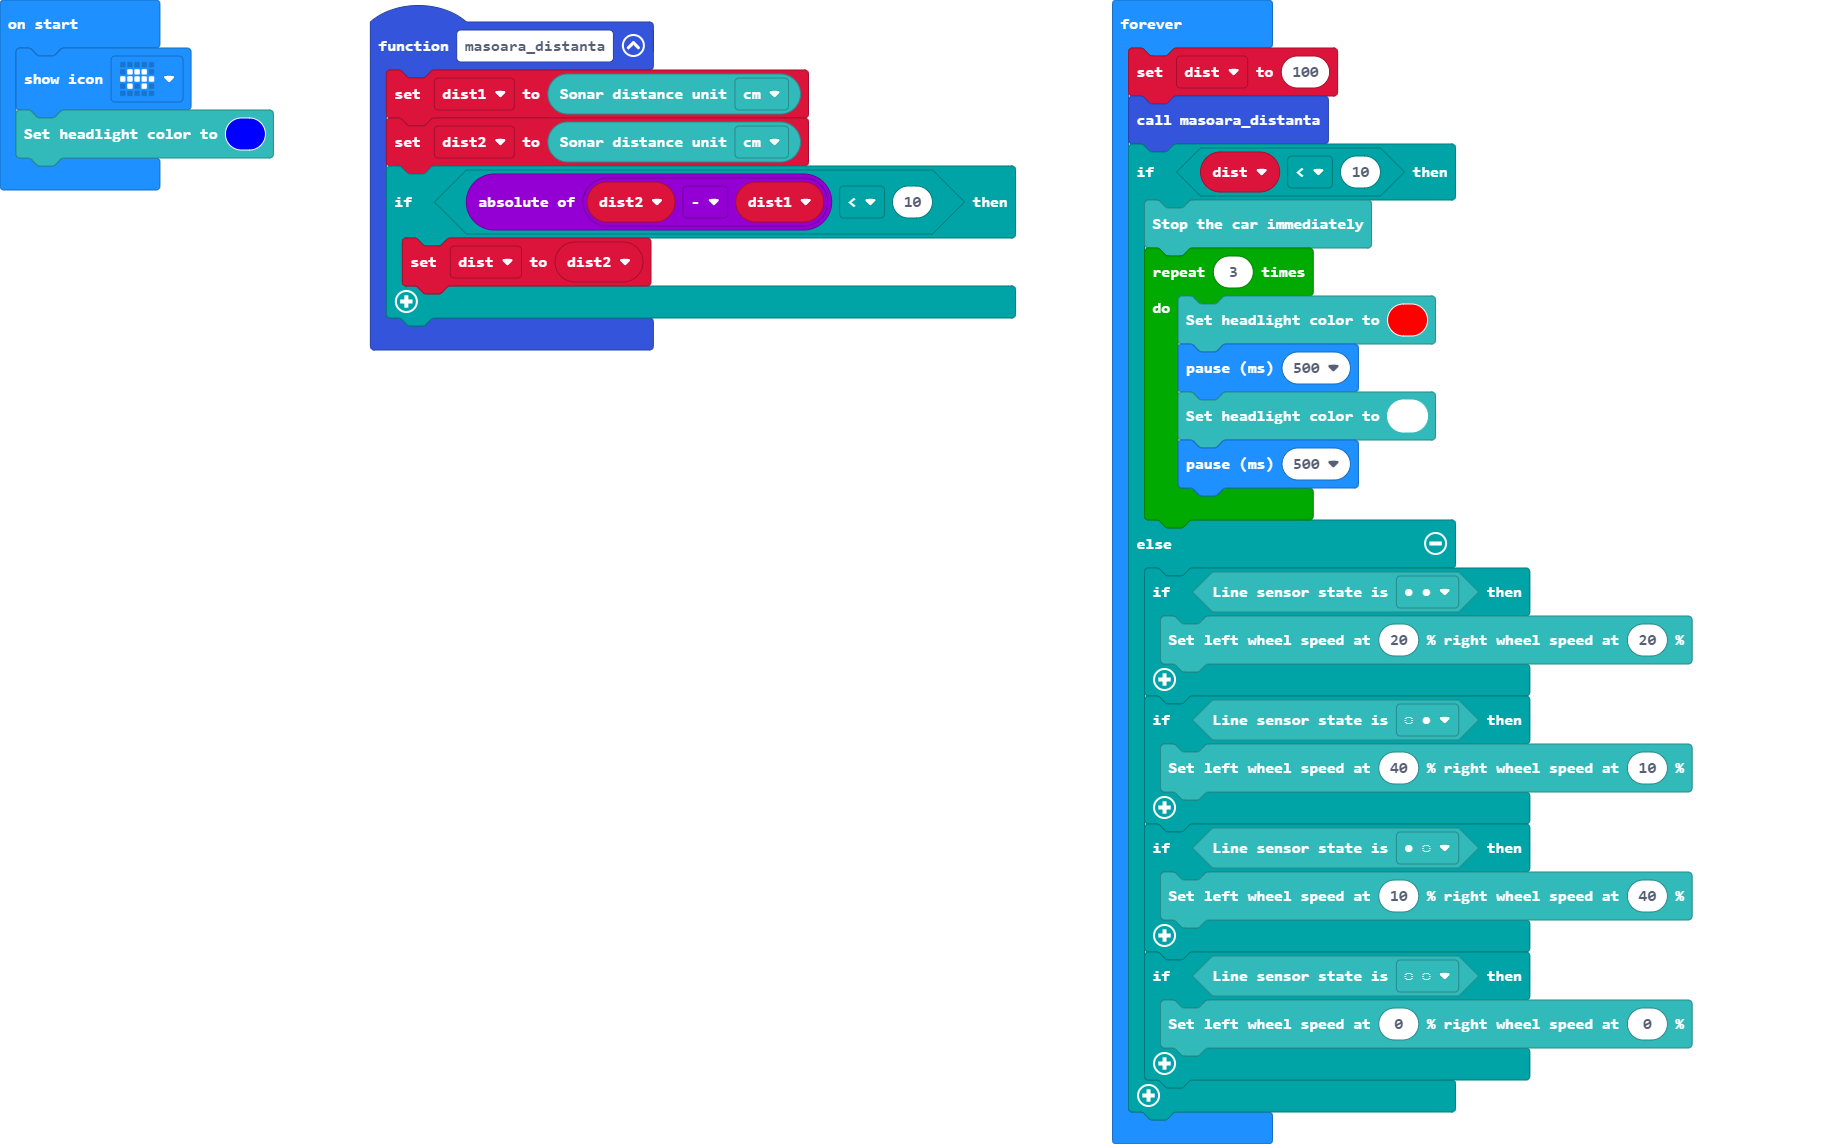 on start
show icon
Set headlight color to
function masoara_distanta
set dist1 to Sonar distance unit cm
set dist2 to Sonar distance unit cm
if absolute of dist2 - dist1 < 10 then
set dist to dist2
forever
set dist to 100
call masoara_distanta
if dist < 10 then
Stop the car immediately
repeat 3 times
do
Set headlight color to
pause (ms) 500
Set headlight color to
pause (ms) 500
else
if Line sensor state is ● ● then
Set left wheel speed at 20 % right wheel speed at 20 %
if Line sensor state is ◌ ● then
Set left wheel speed at 40 % right wheel speed at 10 %
if Line sensor state is ● ◌ then
Set left wheel speed at 10 % right wheel speed at 40 %
if Line sensor state is ◌ ◌ then
Set left wheel speed at 0 % right wheel speed at 0 %